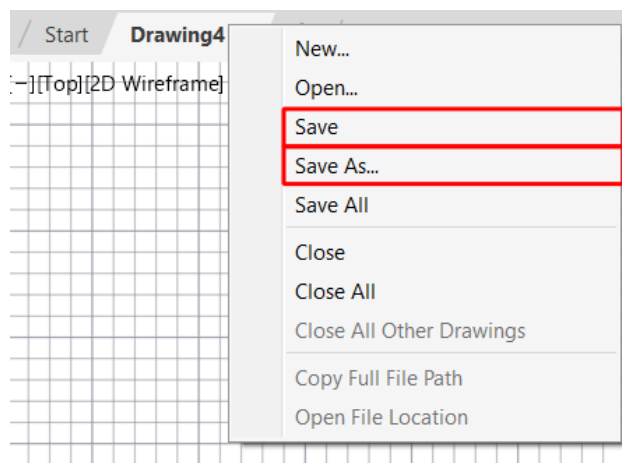 Start Drawing4
[−][Top][2D Wireframe]
New...
Open...
Save
Save As...
Save All
Close
Close All
Close All Other Drawings
Copy Full File Path
Open File Location